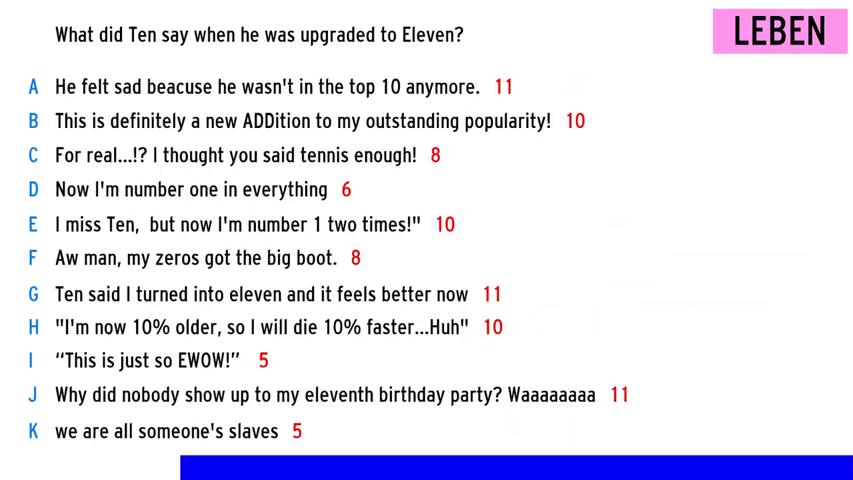 What did Ten say when he was upgraded to Eleven?
LEBEN
A He felt sad beacuse he wasn't in the top 10 anymore. 11
B This is definitely a new ADDition to my outstanding popularity! 10
C For real...!? I thought you said tennis enough! 8
D Now I'm number one in everything 6
E I miss Ten, but now I'm number 1 two times!" 10
F Aw man, my zeros got the big boot. 8
G Ten said I turned into eleven and it feels better now 11
H "I'm now 10% older, so I will die 10% faster...Huh" 10
I “This is just so EWOW!” 5
J Why did nobody show up to my eleventh birthday party? Waaaaaaaa 11
K we are all someone's slaves 5